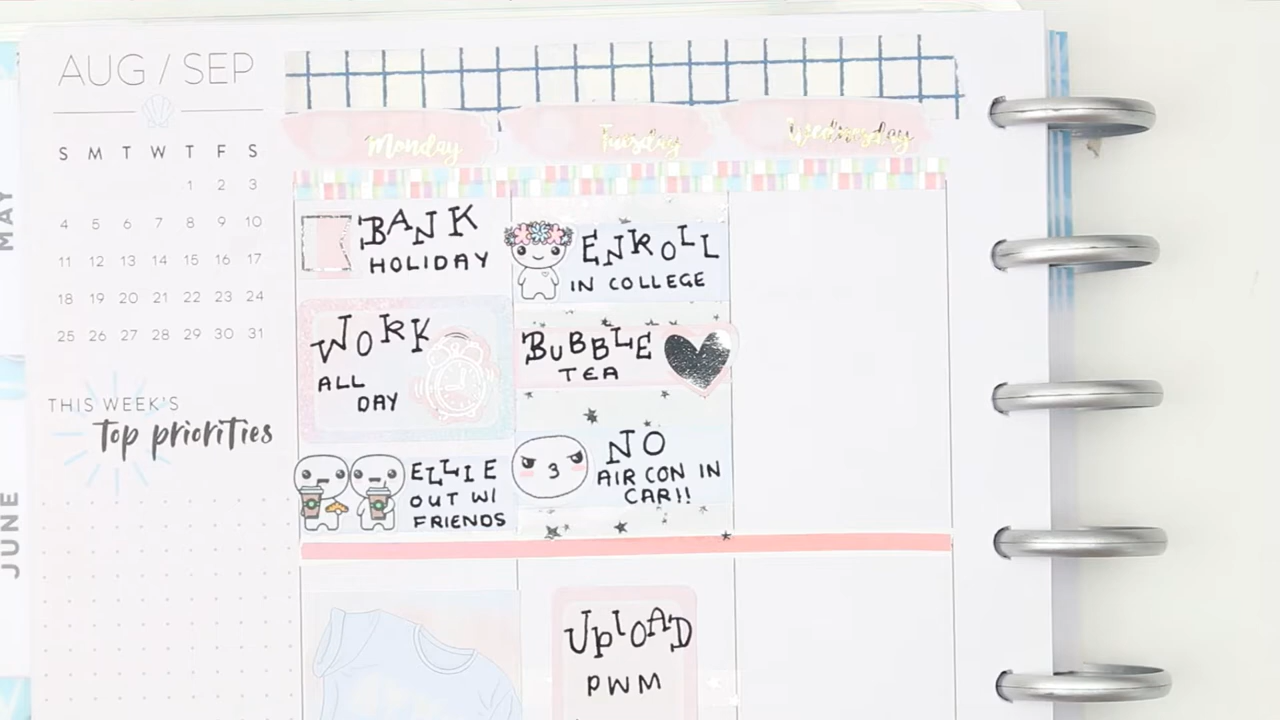 AUG / SEP
S M T W T F S
1 2 3
4 5 6 7 8 9 10
11 12 13 14 15 16 17
18 19 20 21 22 23 24
25 26 27 28 29 30 31
THIS WEEK'S
top priorities
MAY
JUNE
Monday
BANK
HOLIDAY
WORK
ALL
DAY
ELLIE
OUT W/
FRIENDS
Tuesday
ENROLL
IN COLLEGE
BUBBLE
TEA
NO
AIR CON IN
CAR!!
UPLOAD
PWM
Wednesday